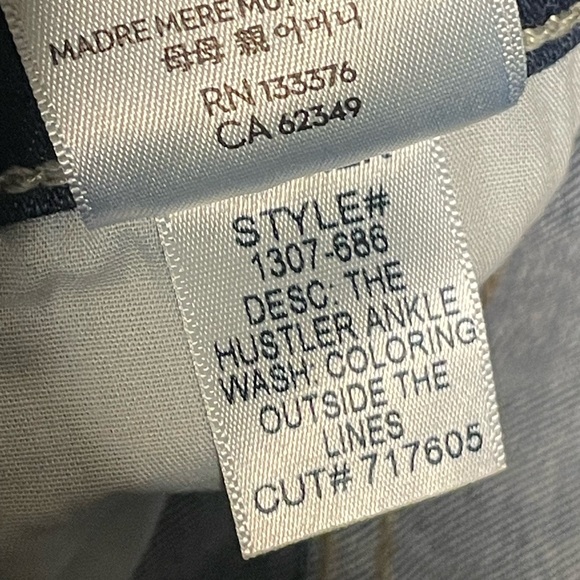 MADRE MERE
母母 親 어머니
RN 133376
CA 62349
STYLE#
1307-686
DESC: THE
HUSTLER ANKLE
WASH: COLORING
OUTSIDE THE
LINES
CUT# 717605